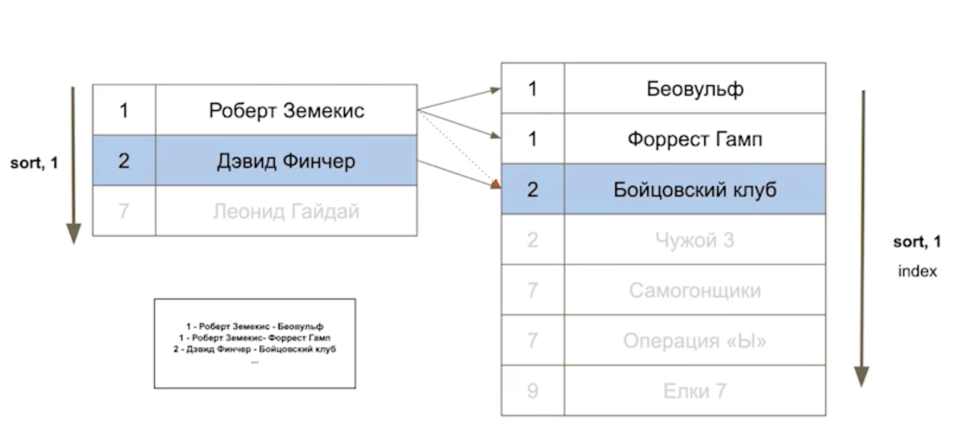 sort, 1
1 Роберт Земекис
2 Дэвид Финчер
7 Леонид Гайдай
1 Беовульф
1 Форрест Гамп
2 Бойцовский клуб
2 Чужой 3
7 Самогонщики
7 Операция «Ы»
9 Елки 7
sort, 1
index
1 - Роберт Земекис - Беовульф
1 - Роберт Земекис- Форрест Гамп
2 - Дэвид Финчер - Бойцовский клуб
...